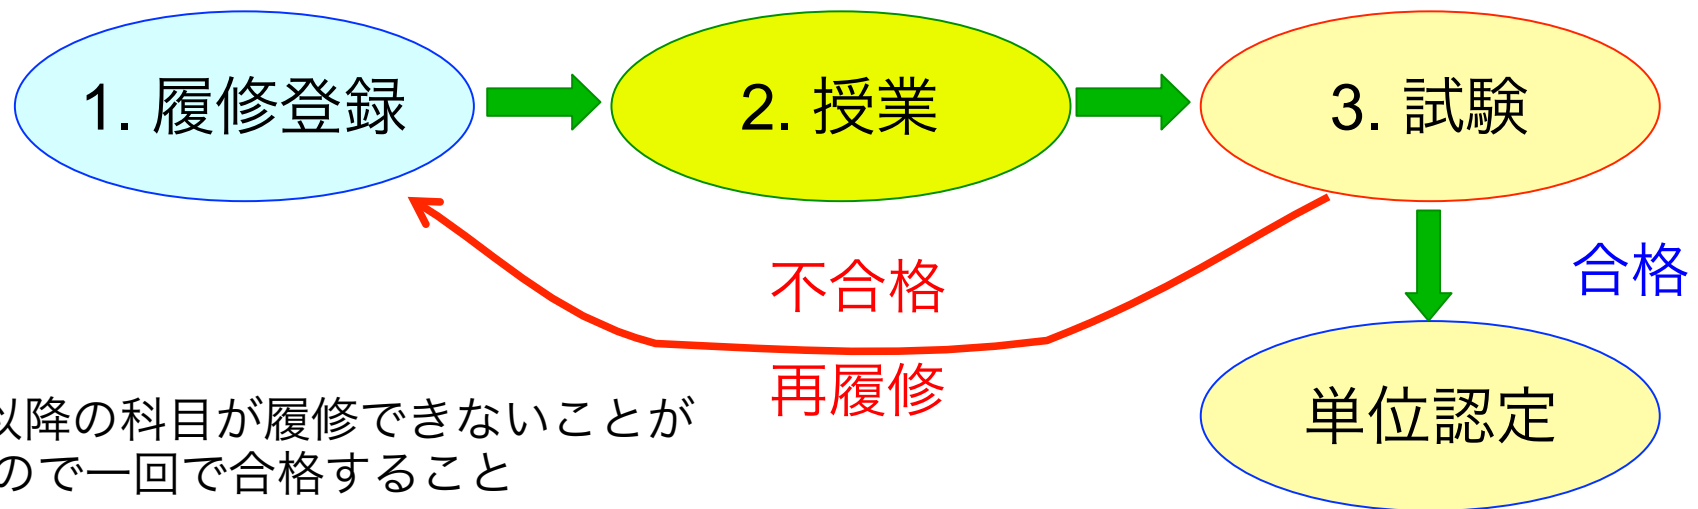 1. 履修登録
2. 授業
3. 試験
不合格
合格
再履修
単位認定
以降の科目が履修できないことが
ので一回で合格すること